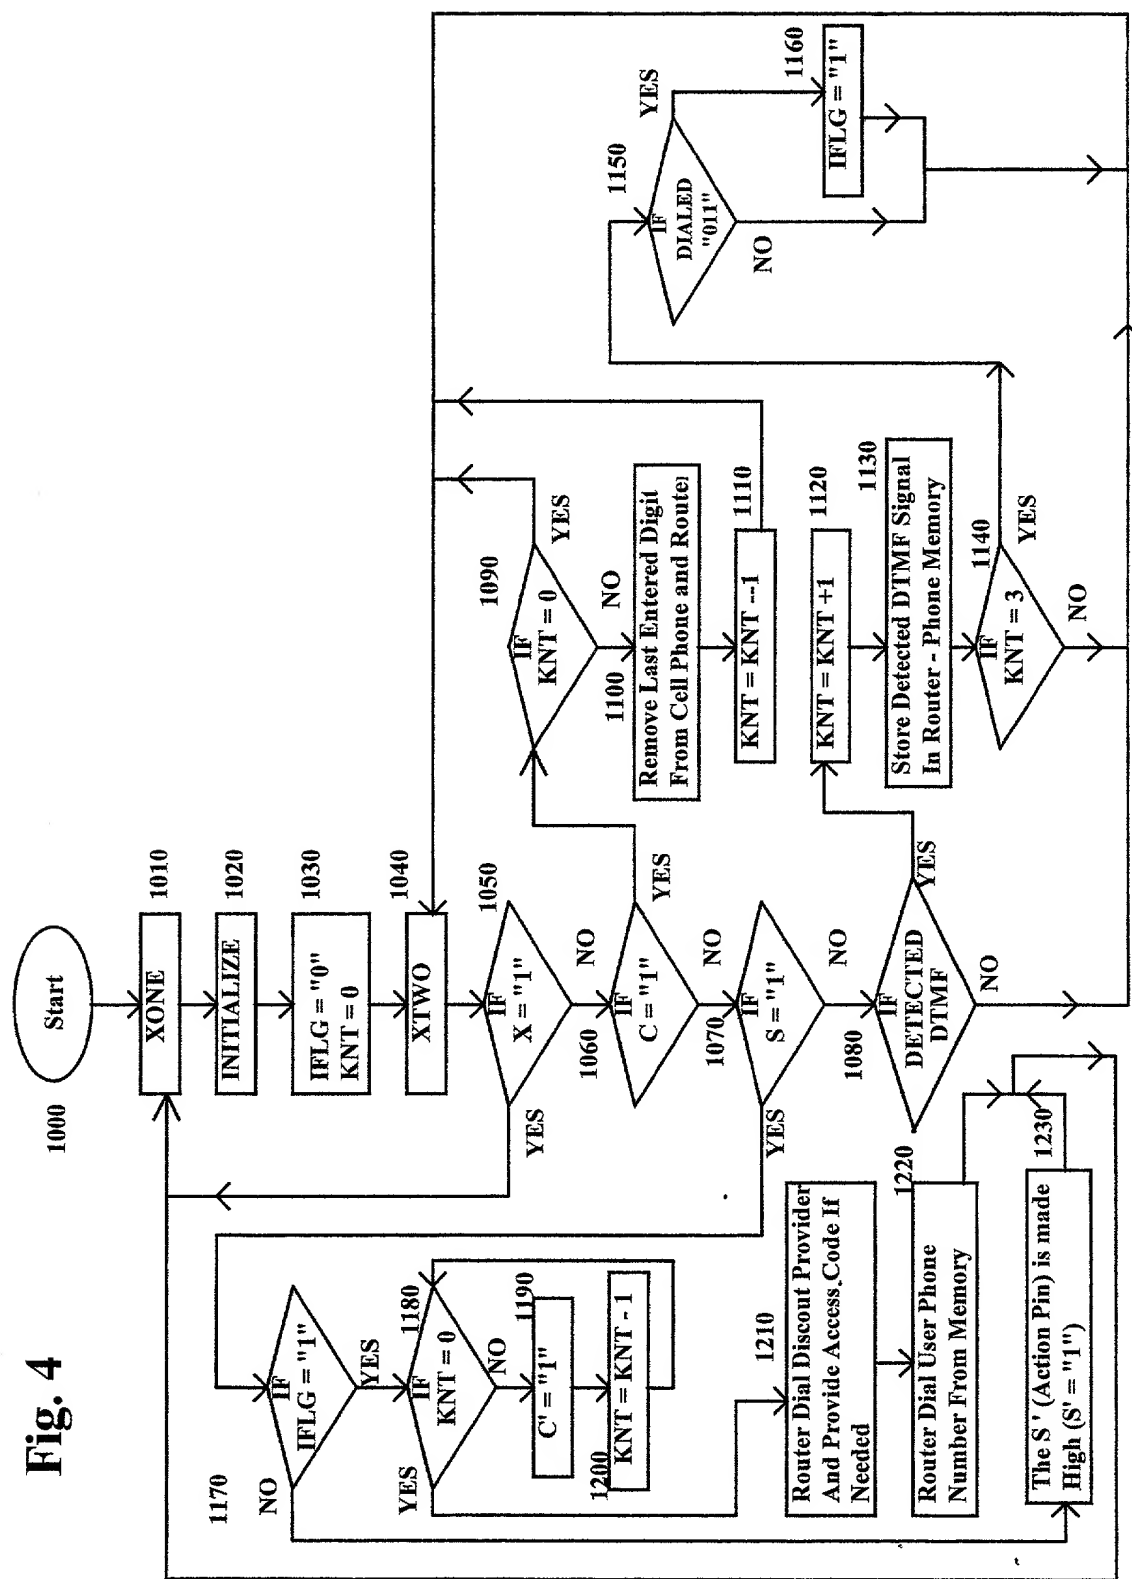 Fig. 4
Start
1000
XONE
1010
INITIALIZE
1020
IFLG = "0"
KNT = 0
1030
XTWO
1040
IF
X = "1"
1050
YES
NO
1060
IF
C = "1"
YES
NO
1070
IF
S = "1"
YES
NO
1080
IF
DETECTED
DTMF
YES
NO
1090
IF
KNT = 0
YES
NO
1100
Remove Last Entered Digit
From Cell Phone and Router
KNT = KNT --1
1110
KNT = KNT +1
1120
Store Detected DTMF Signal
In Router - Phone Memory
1130
IF
KNT = 3
1140
YES
NO
IF
DIALED
"011"
1150
YES
NO
IFLG = "1"
1160
1170
IF
IFLG = "1"
NO
YES
IF
KNT = 0
1180
YES
NO
C' = "1"
1190
KNT = KNT - 1
1200
1210
Router Dial Discout Provider
And Provide Access Code If
Needed
1220
Router Dial User Phone
Number From Memory
1230
The S ' (Action Pin) is made
High (S' = "1")